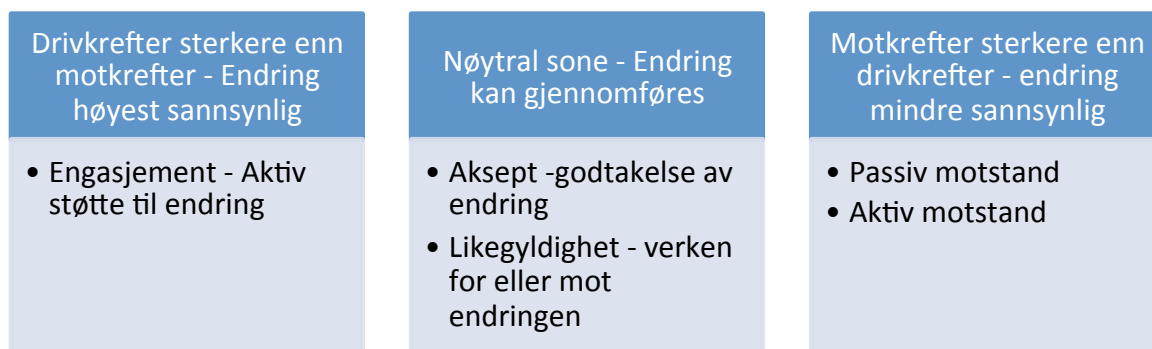 Drivkrefter sterkere enn
motkrefter - Endring
høyest sannsynlig
• Engasjement - Aktiv
støtte til endring
Nøytral sone - Endring
kan gjennomføres
• Aksept -godtakelse av
endring
• Likegyldighet - verken
for eller mot
endringen
Motkrefter sterkere enn
drivkrefter - endring
mindre sannsynlig
• Passiv motstand
• Aktiv motstand